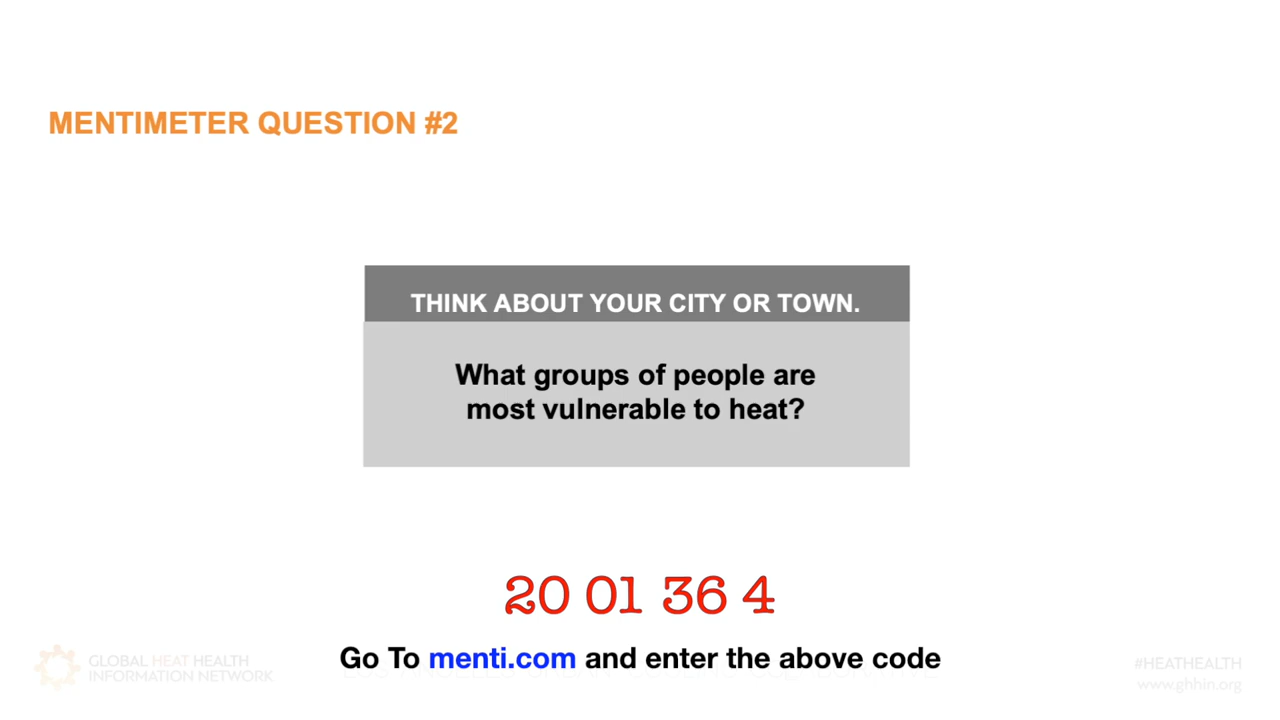 MENTIMETER QUESTION #2
THINK ABOUT YOUR CITY OR TOWN.
What groups of people are
most vulnerable to heat?
20 01 36 4
Go To menti.com and enter the above code
GLOBAL HEAT HEALTH
INFORMATION NETWORK
#HEATHEALTH
www.ghhin.org